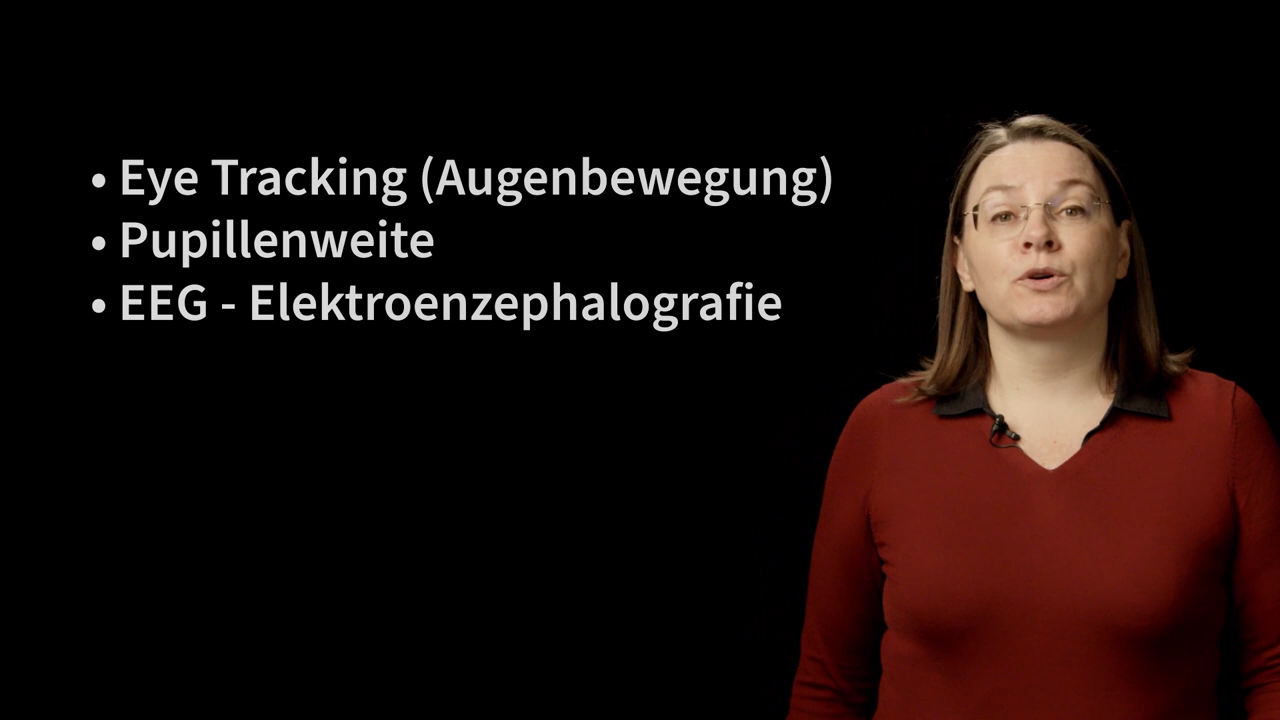 • Eye Tracking (Augenbewegung)
• Pupillenweite
• EEG - Elektroenzephalografie